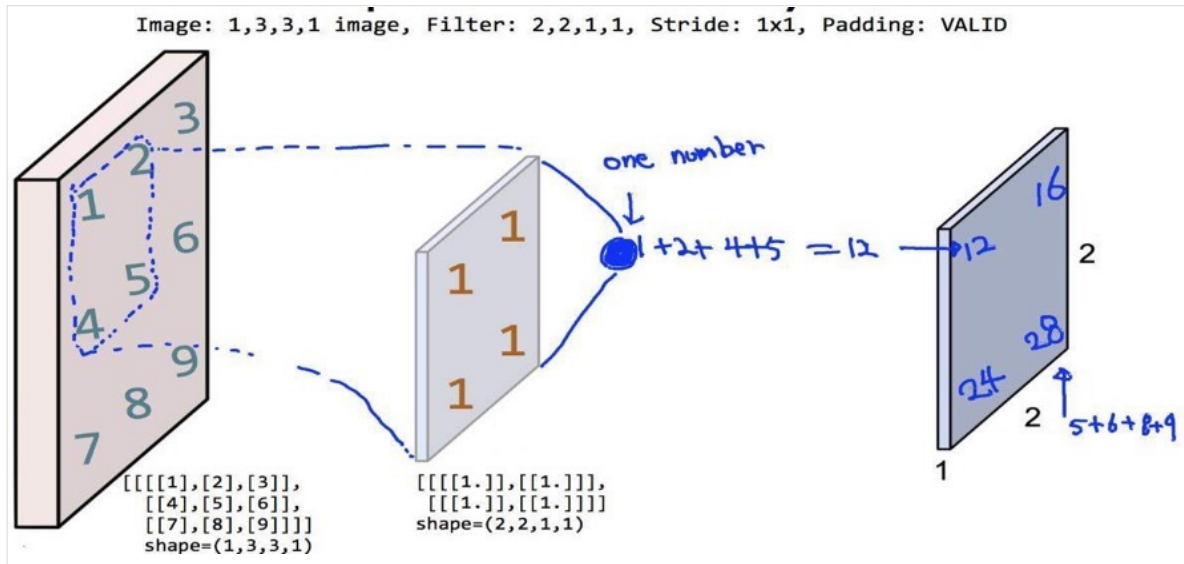 Image: 1,3,3,1 image, Filter: 2,2,1,1, Stride: 1x1, Padding: VALID
1 2 3
4 5 6
7 8 9
[[[[1],[2],[3]],
[[4],[5],[6]],
[[7],[8],[9]]]]
shape=(1,3,3,1)
1 1
1 1
[[[[1.]],[[1.]]],
[[[1.]],[[1.]]]]
shape=(2,2,1,1)
one number
1+2+4+5 = 12
12 16
24 28
2
2
1
5+6+8+9